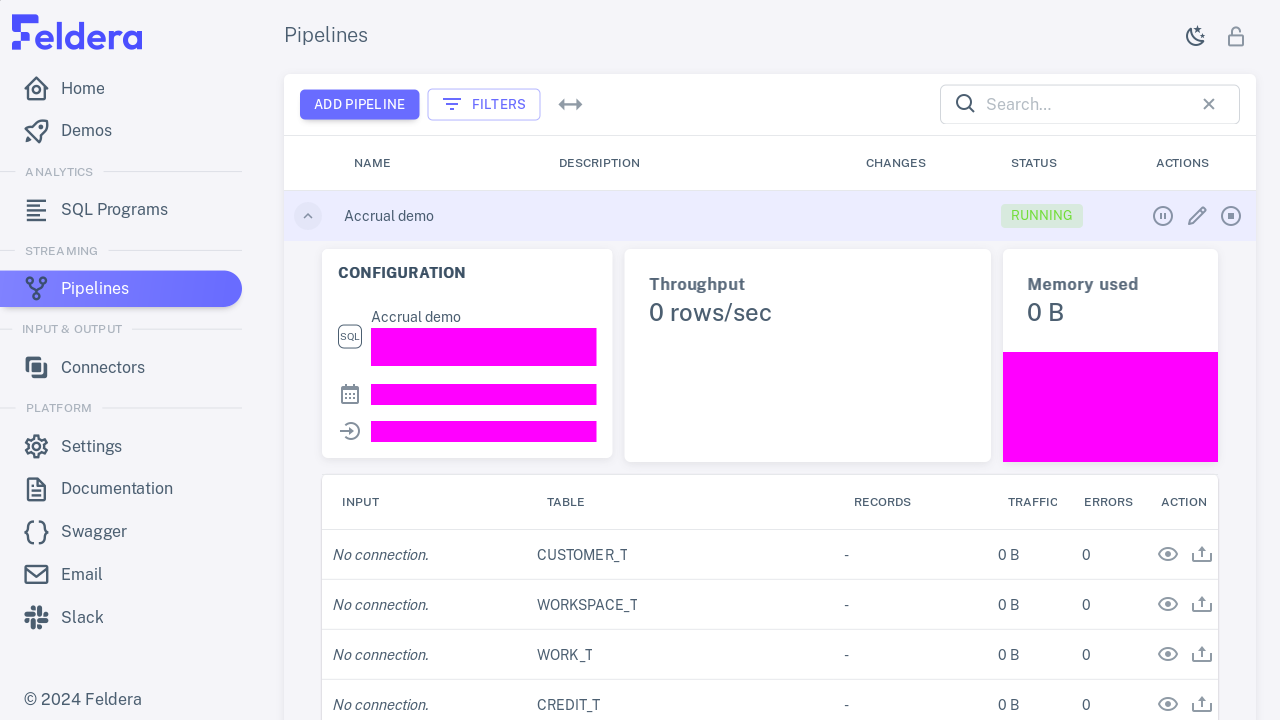 Feldera
Pipelines
Home
Demos
ANALYTICS
SQL Programs
STREAMING
Pipelines
INPUT & OUTPUT
Connectors
PLATFORM
Settings
Documentation
Swagger
Email
Slack
© 2024 Feldera
ADD PIPELINE
FILTERS
Search...
NAME DESCRIPTION CHANGES STATUS ACTIONS
Accrual demo RUNNING
CONFIGURATION
Accrual demo
SQL
Throughput
0 rows/sec
Memory used
0 B
INPUT TABLE RECORDS TRAFFIC ERRORS ACTION
No connection. CUSTOMER_T - 0 B 0
No connection. WORKSPACE_T - 0 B 0
No connection. WORK_T - 0 B 0
No connection. CREDIT_T - 0 B 0